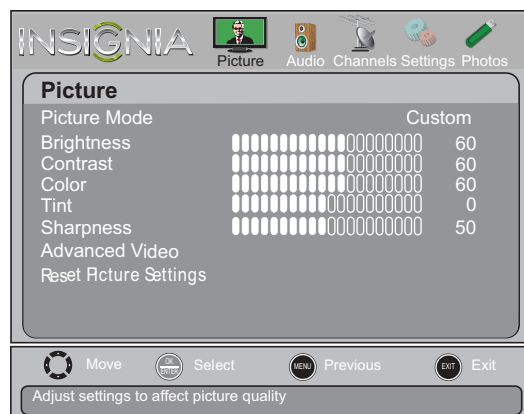 INSIGNIA
Picture Audio Channels Settings Photos
Picture
Picture Mode Custom
Brightness 60
Contrast 60
Color 60
Tint 0
Sharpness 50
Advanced Video
Reset Picture Settings
Move OK ENTER Select MENU Previous EXIT Exit
Adjust settings to affect picture quality